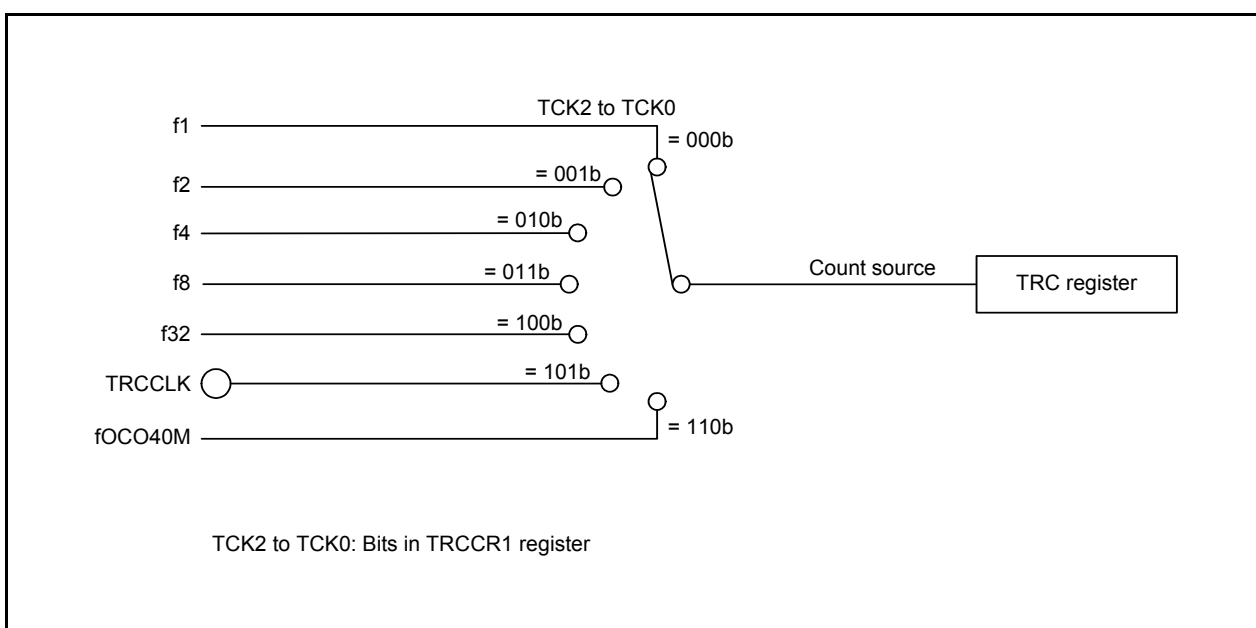 TCK2 to TCK0
f1
= 000b
f2
= 001b
f4
= 010b
f8
= 011b
Count source
TRC register
f32
= 100b
TRCCLK
= 101b
fOCO40M
= 110b
TCK2 to TCK0: Bits in TRCCR1 register